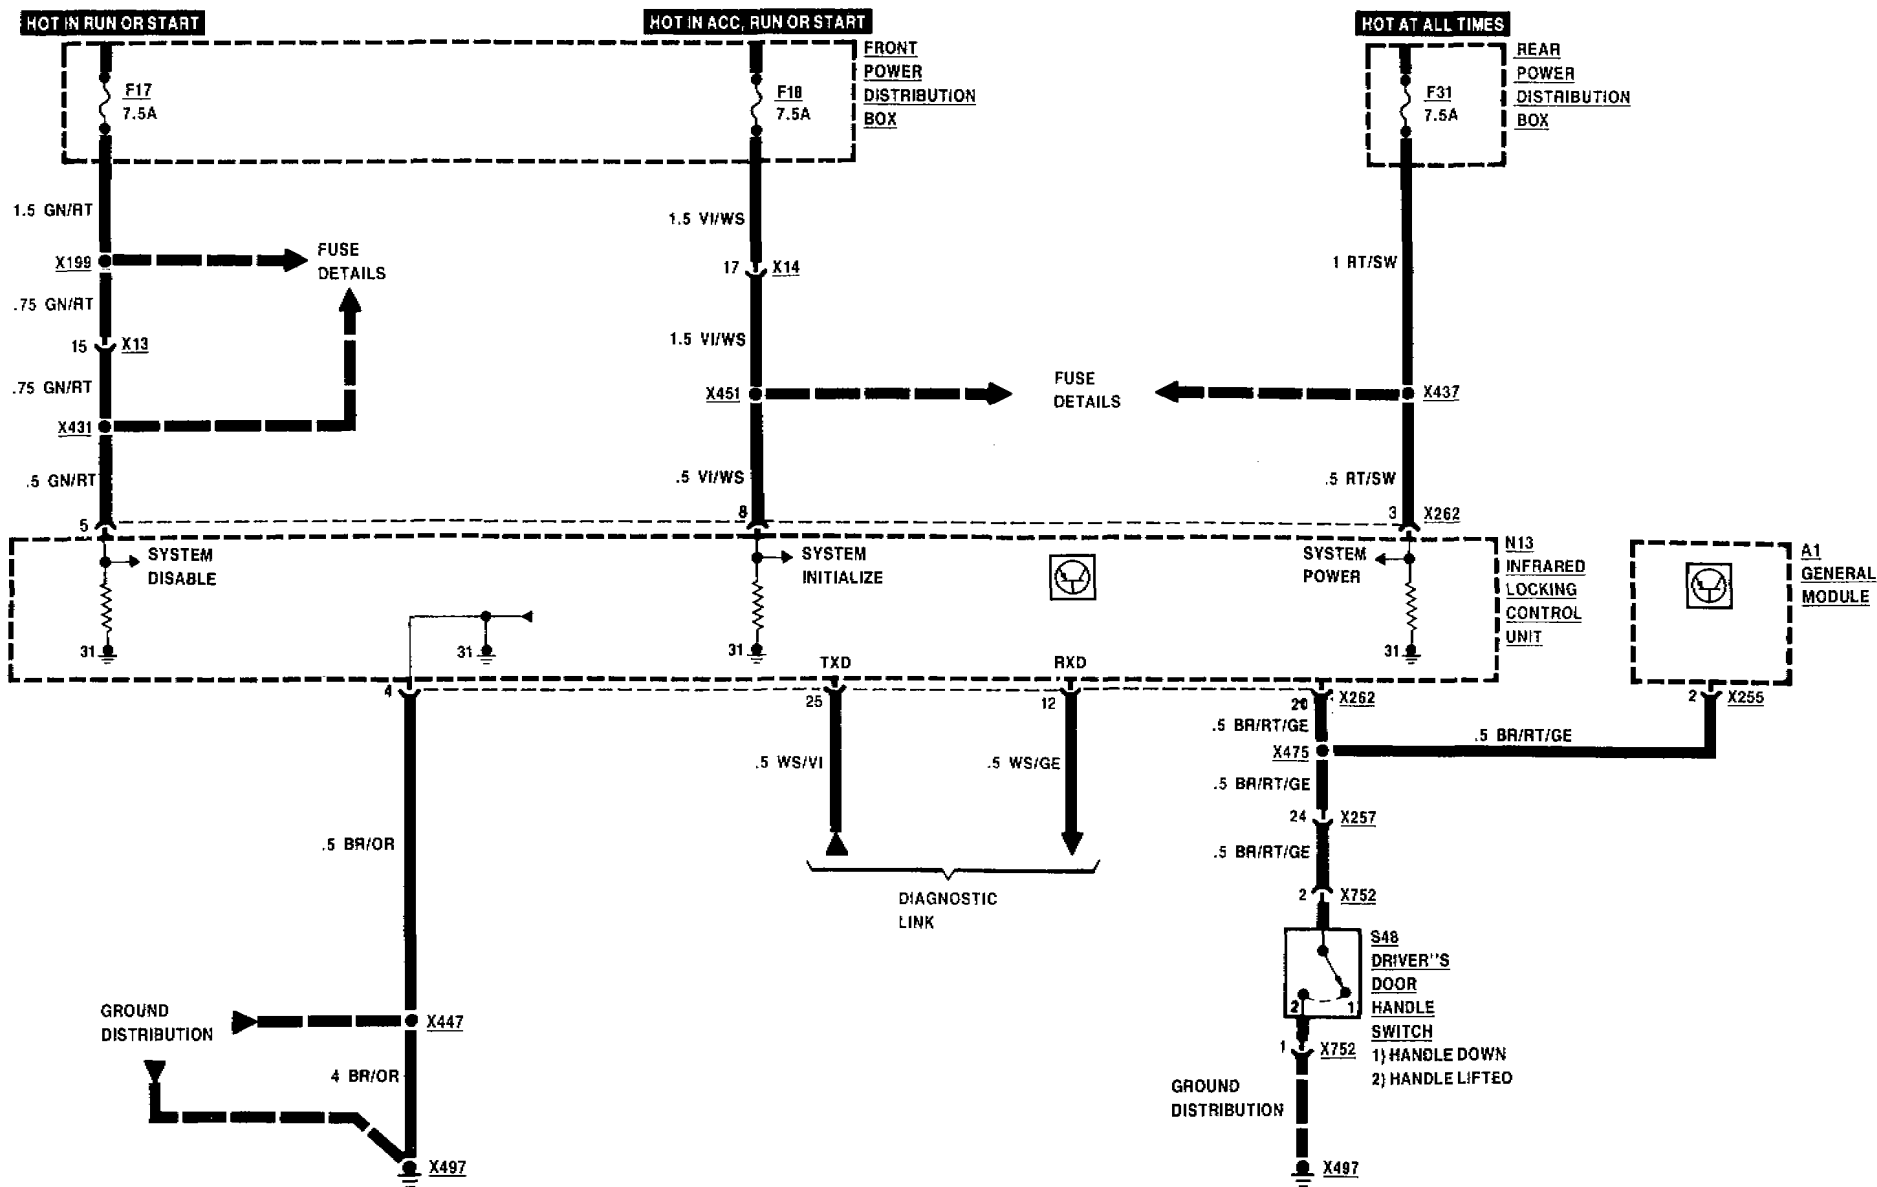 HOT IN RUN OR START
HOT IN ACC, RUN OR START
HOT AT ALL TIMES
F17
7.5A
F18
7.5A
FRONT
POWER
DISTRIBUTION
BOX
F31
7.5A
REAR
POWER
DISTRIBUTION
BOX
1.5 GN/RT
X199
FUSE
DETAILS
.75 GN/RT
15 X13
.75 GN/RT
X431
.5 GN/RT
1.5 VI/WS
17 X14
1.5 VI/WS
X451
FUSE
DETAILS
.5 VI/WS
1 RT/SW
X437
.5 RT/SW
5
8
3 X262
SYSTEM
DISABLE
31
31
SYSTEM
INITIALIZE
31
SYSTEM
POWER
31
N13
INFRARED
LOCKING
CONTROL
UNIT
A1
GENERAL
MODULE
TXD
RXD
4
25
12
20 X262
2 X255
.5 BR/RT/GE
.5 BR/RT/GE
X475
.5 WS/VI
.5 WS/GE
.5 BR/RT/GE
24 X257
.5 BR/OR
.5 BR/RT/GE
DIAGNOSTIC
LINK
2 X752
S48
DRIVER"S
DOOR
HANDLE
SWITCH
1) HANDLE DOWN
2) HANDLE LIFTED
2 1
GROUND
DISTRIBUTION
X447
1 X752
4 BR/OR
GROUND
DISTRIBUTION
X497
X497